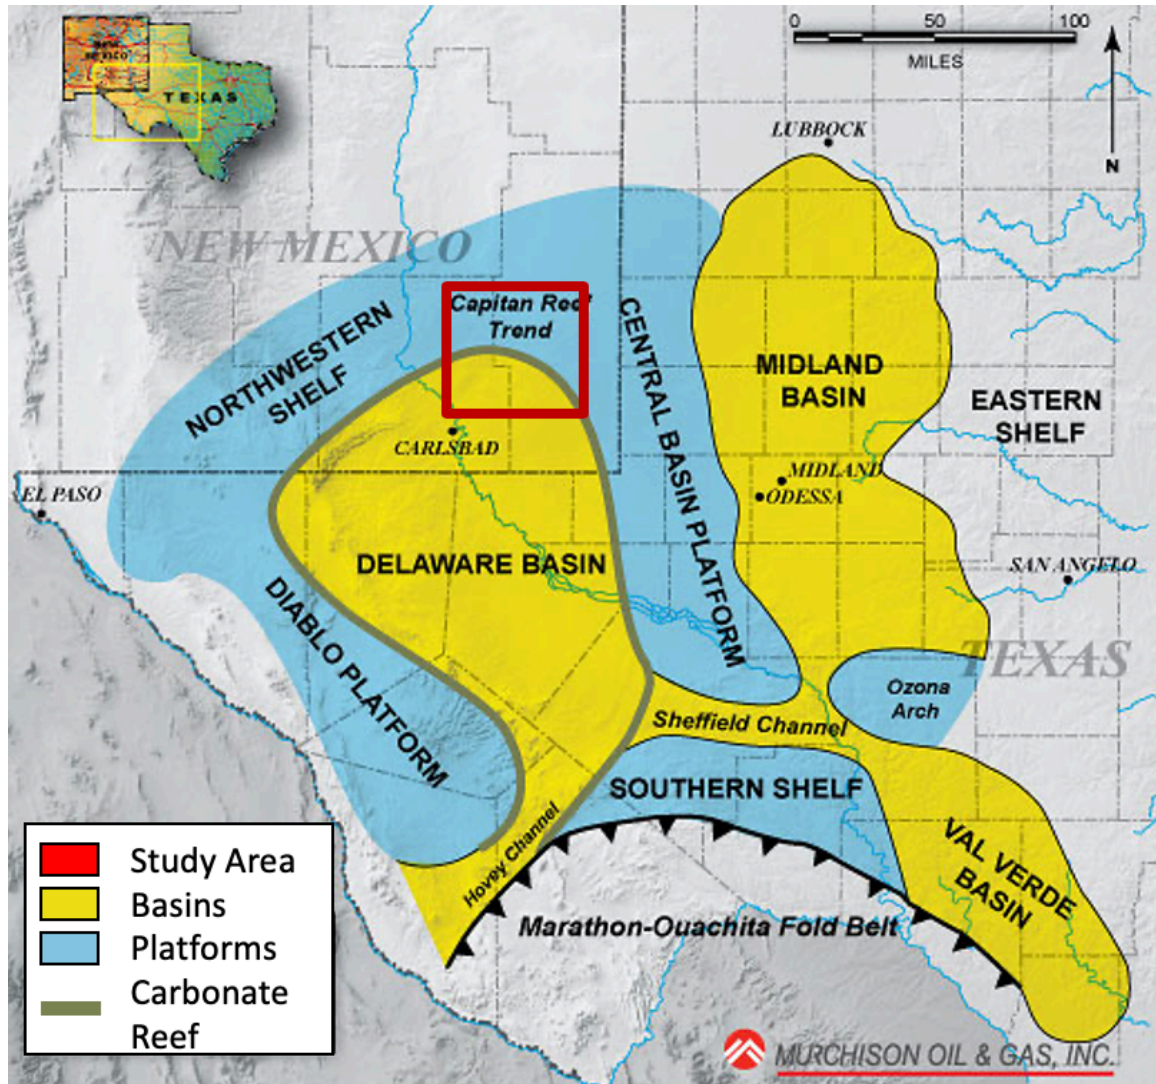 NEW
MEXICO
TEXAS
0 50 100
MILES
N
LUBBOCK
NEW MEXICO
Capitan Reef
Trend
NORTHWESTERN
SHELF
CENTRAL BASIN PLATFORM
MIDLAND
BASIN
EASTERN
SHELF
CARLSBAD
MIDLAND
ODESSA
EL PASO
DELAWARE BASIN
SAN ANGELO
DIABLO PLATFORM
TEXAS
Ozona
Arch
Sheffield Channel
SOUTHERN SHELF
Hovey Channel
VAL VERDE
BASIN
Marathon-Ouachita Fold Belt
Study Area
Basins
Platforms
Carbonate
Reef
MURCHISON OIL & GAS, INC.